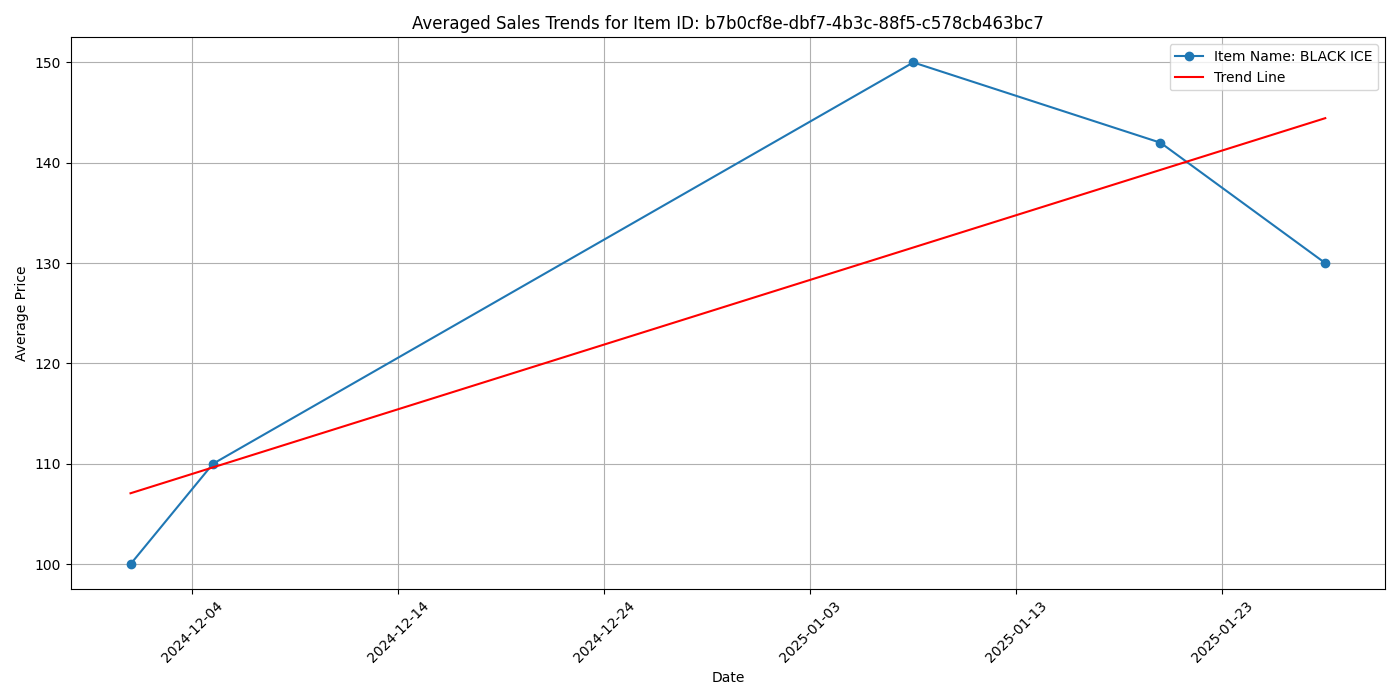 Averaged Sales Trends for Item ID: b7b0cf8e-dbf7-4b3c-88f5-c578cb463bc7
Item Name: BLACK ICE
Trend Line
Average Price
150
140
130
120
110
100
2024-12-04
2024-12-14
2024-12-24
2025-01-03
2025-01-13
2025-01-23
Date